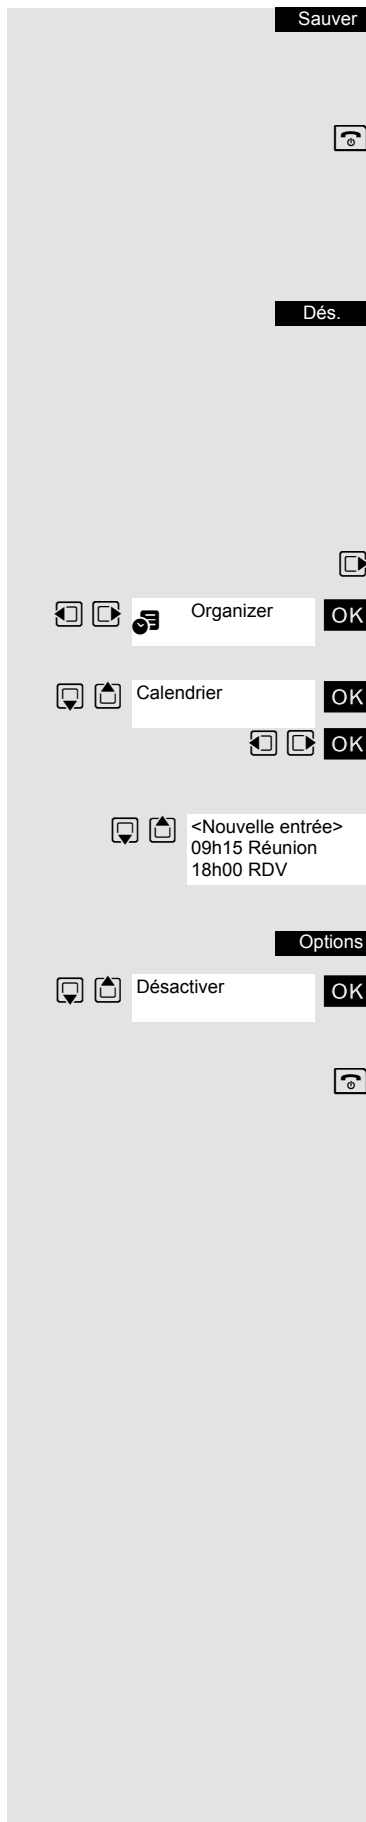 Sauver
Dés.
Organizer OK
Calendrier OK
OK
<Nouvelle entrée>
09h15 Réunion
18h00 RDV
Options
Désactiver OK